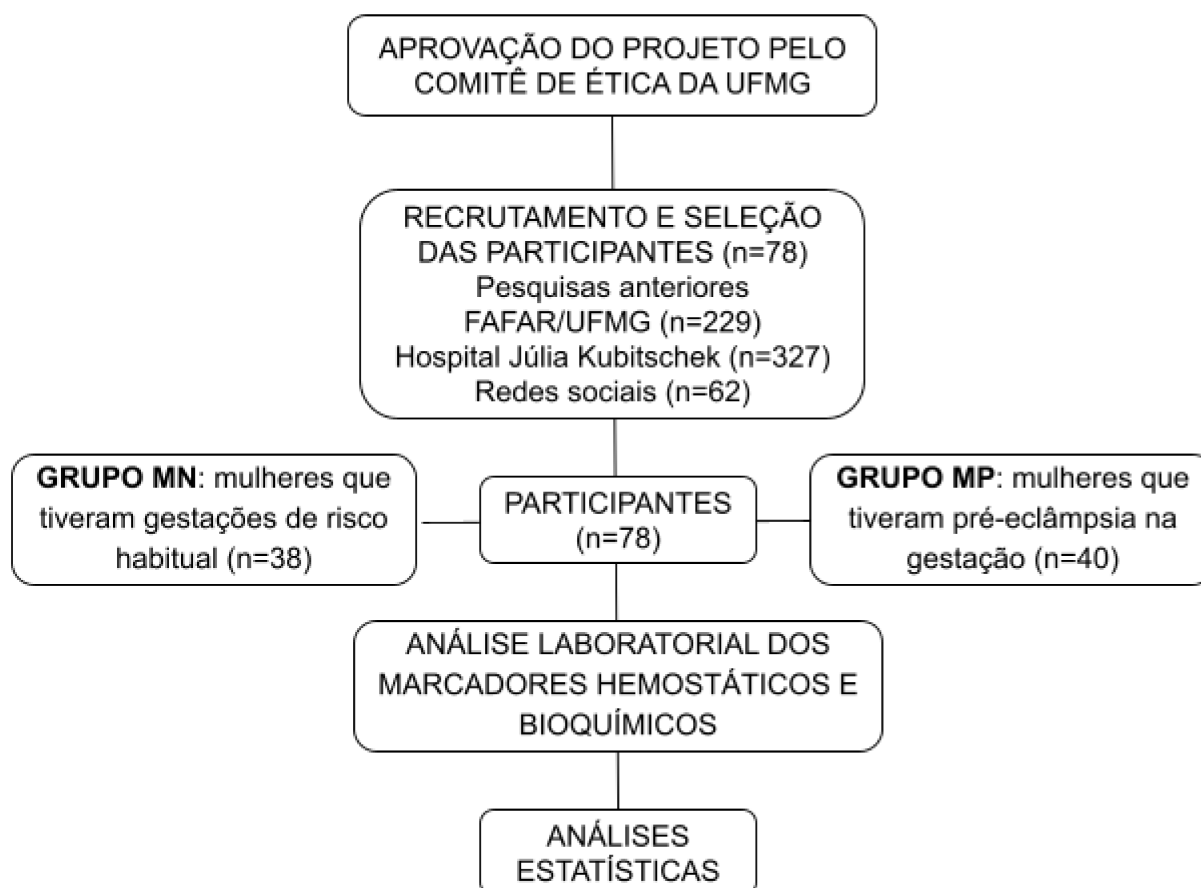 APROVAÇÃO DO PROJETO PELO
COMITÊ DE ÉTICA DA UFMG
RECRUTAMENTO E SELEÇÃO
DAS PARTICIPANTES (n=78)
Pesquisas anteriores
FAFAR/UFMG (n=229)
Hospital Júlia Kubitschek (n=327)
Redes sociais (n=62)
GRUPO MN: mulheres que
tiveram gestações de risco
habitual (n=38)
PARTICIPANTES
(n=78)
GRUPO MP: mulheres que
tiveram pré-eclâmpsia na
gestação (n=40)
ANÁLISE LABORATORIAL DOS
MARCADORES HEMOSTÁTICOS E
BIOQUÍMICOS
ANÁLISES
ESTATÍSTICAS